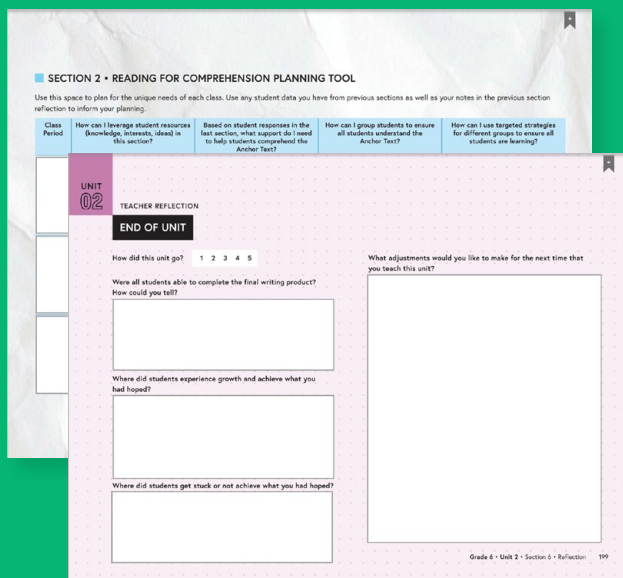 SECTION 2 • READING FOR COMPREHENSION PLANNING TOOL
Use this space to plan for the unique needs of each class. Use any student data you have from previous sections as well as your notes in the previous section
reflection to inform your planning.
Class
Period
How can I leverage student resources
(knowledge, interests, ideas) in
this section?
Based on student responses in the
last section, what support do I need
to help students comprehend the
Anchor Text?
How can I group students to ensure
all students understand the
Anchor Text?
How can I use targeted strategies
for different groups to ensure all
students are learning?
UNIT
02
TEACHER REFLECTION
END OF UNIT
How did this unit go? 1 2 3 4 5
Were all students able to complete the final writing product?
How could you tell?
Where did students experience growth and achieve what you
had hoped?
Where did students get stuck or not achieve what you had hoped?
What adjustments would you like to make for the next time that
you teach this unit?
Grade 6 • Unit 2 • Section 6 • Reflection 199